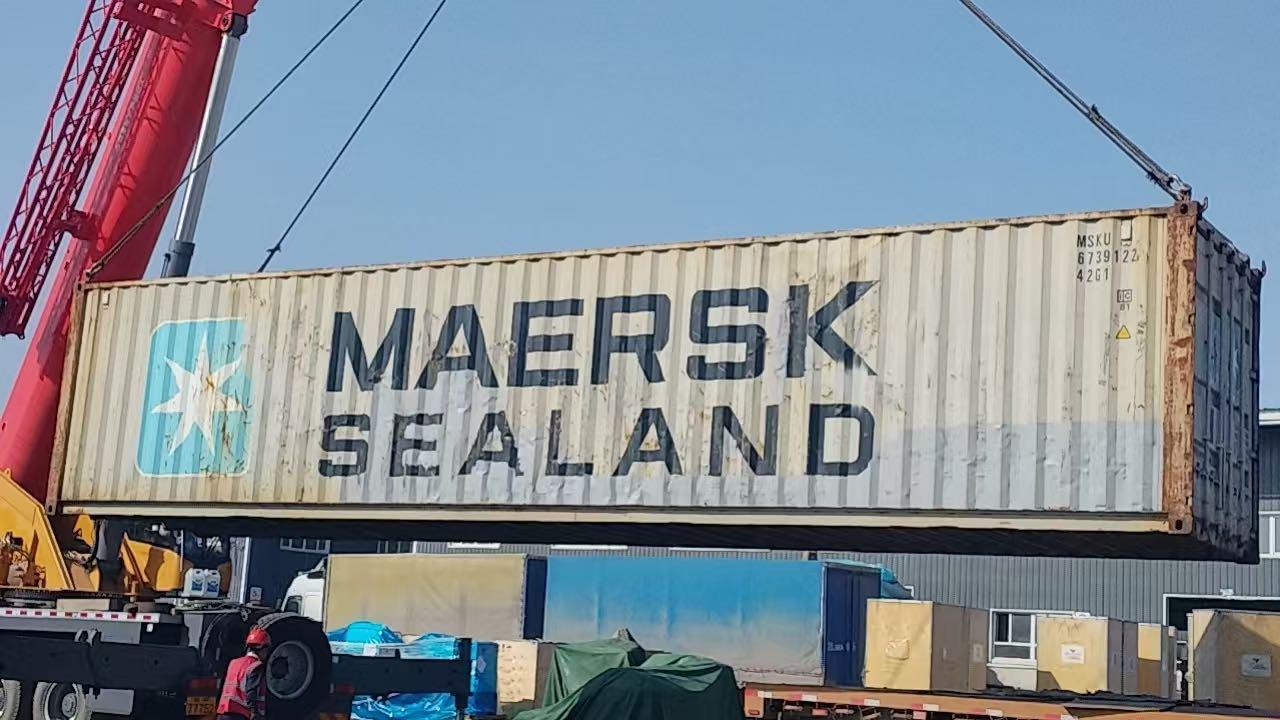 MAERSK
SEALAND
MSKU
6739122
42G1